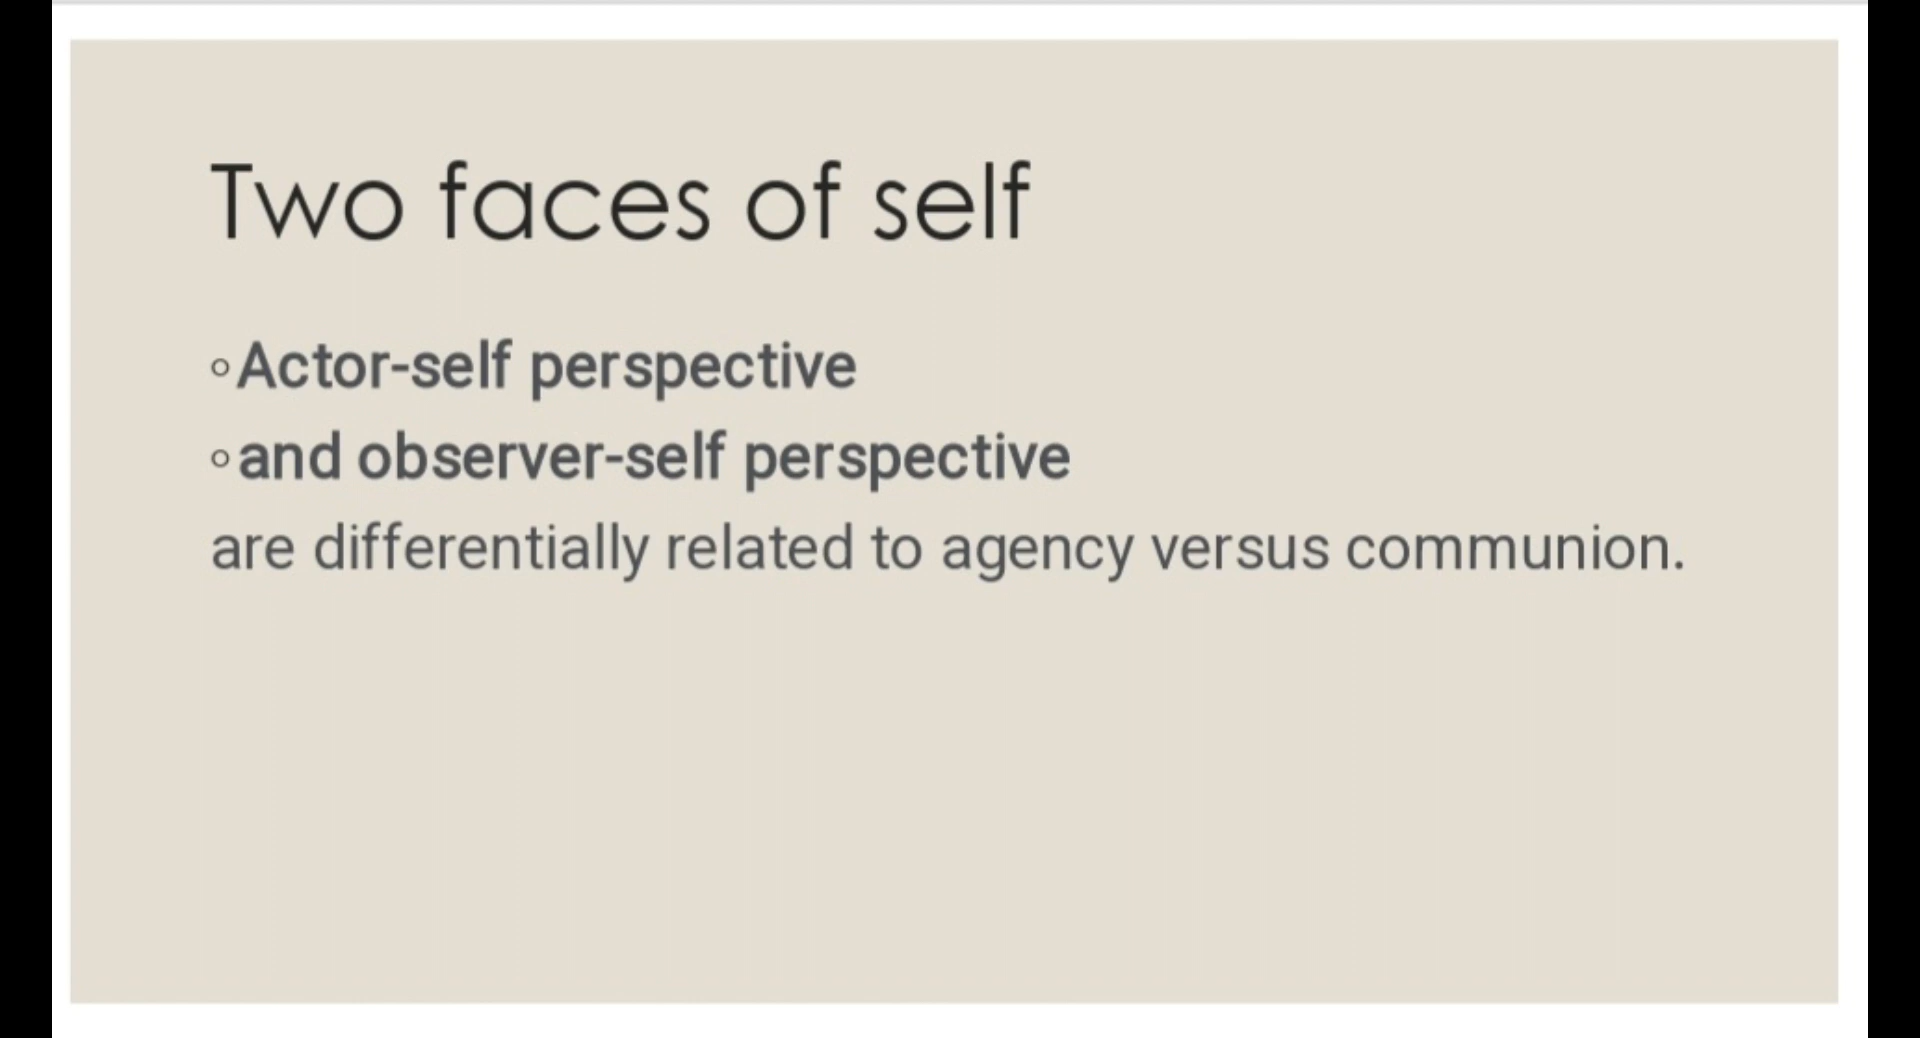 Two faces of self
◦Actor-self perspective
◦and observer-self perspective
are differentially related to agency versus communion.